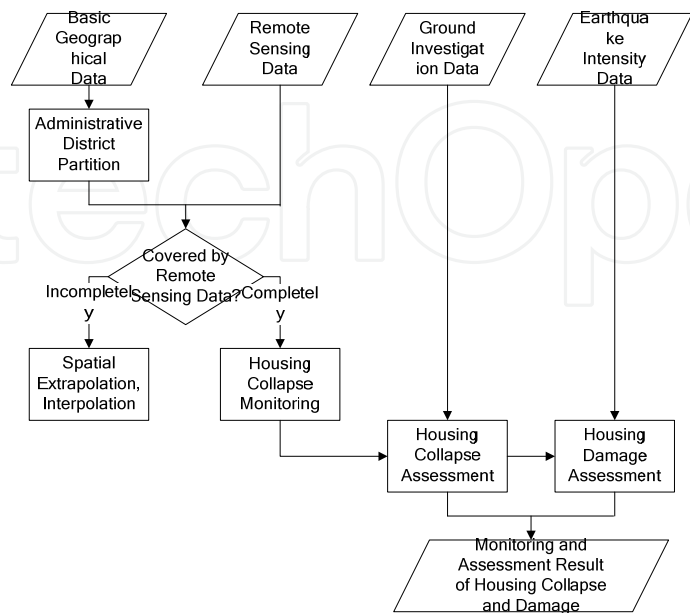 Basic
Geograp
hical
Data
Remote
Sensing
Data
Ground
Investigat
ion Data
Earthqua
ke
Intensity
Data
Administrative
District
Partition
Covered by
Remote
Sensing Data?
Incompletel
y
Completel
y
Spatial
Extrapolation,
Interpolation
Housing
Collapse
Monitoring
Housing
Collapse
Assessment
Housing
Damage
Assessment
Monitoring and
Assessment Result
of Housing Collapse
and Damage
techOpe